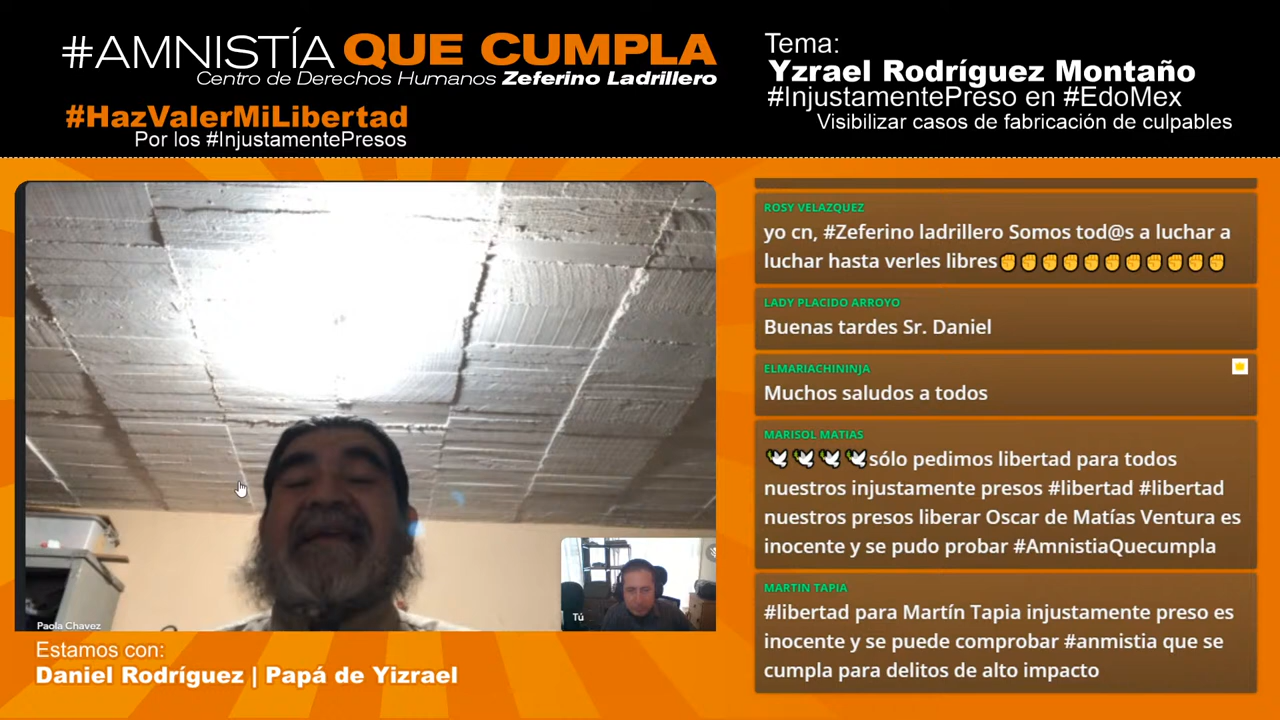 #AMNISTÍA QUE CUMPLA
Centro de Derechos Humanos Zeferino Ladrillero
#HazValerMiLibertad
Por los #InjustamentePresos
Tema:
Yzrael Rodríguez Montaño
#InjustamentePreso en #EdoMex
Visibilizar casos de fabricación de culpables
Paola Chavez
Tú
Estamos con:
Daniel Rodríguez | Papá de Yizrael
ROSY VELAZQUEZ
yo cn, #Zeferino ladrillero Somos tod@s a luchar a
luchar hasta verles libres✊✊✊✊✊✊✊✊✊✊✊
LADY PLACIDO ARROYO
Buenas tardes Sr. Daniel
ELMARIACHININJA
Muchos saludos a todos
MARISOL MATIAS
🕊🕊🕊🕊sólo pedimos libertad para todos
nuestros injustamente presos #libertad #libertad
nuestros presos liberar Oscar de Matías Ventura es
inocente y se pudo probar #AmnistiaQuecumpla
MARTIN TAPIA
#libertad para Martín Tapia injustamente preso es
inocente y se puede comprobar #anmistia que se
cumpla para delitos de alto impacto